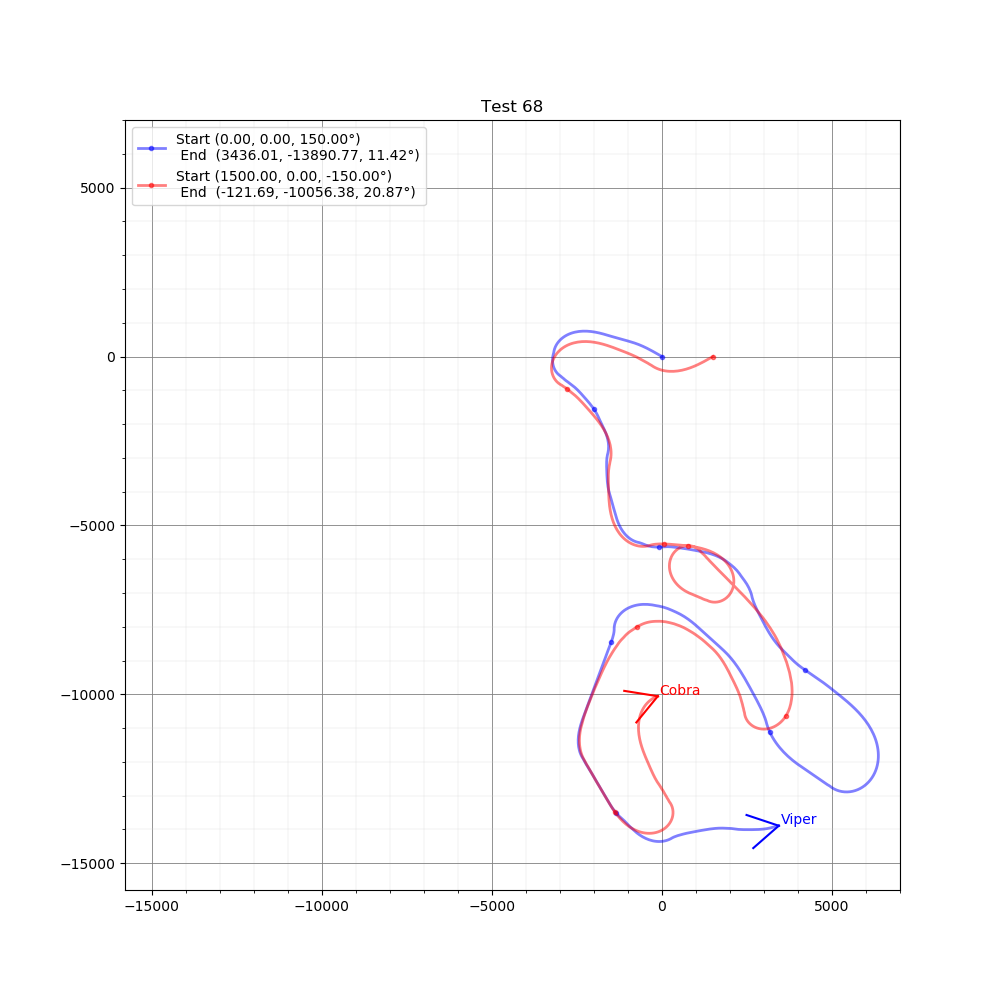 Test 68
Start (0.00, 0.00, 150.00°)
End  (3436.01, -13890.77, 11.42°)
Start (1500.00, 0.00, -150.00°)
End  (-121.69, -10056.38, 20.87°)
5000
0
−5000
−10000
−15000
Cobra
Viper
−15000
−10000
−5000
0
5000